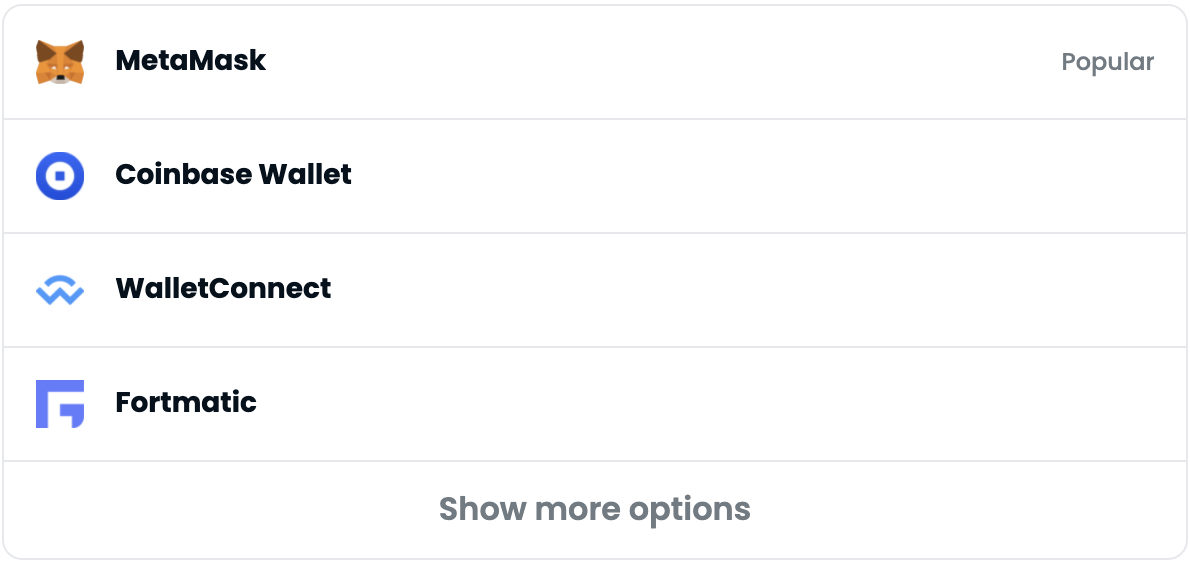 MetaMask Popular
Coinbase Wallet
WalletConnect
Fortmatic
Show more options